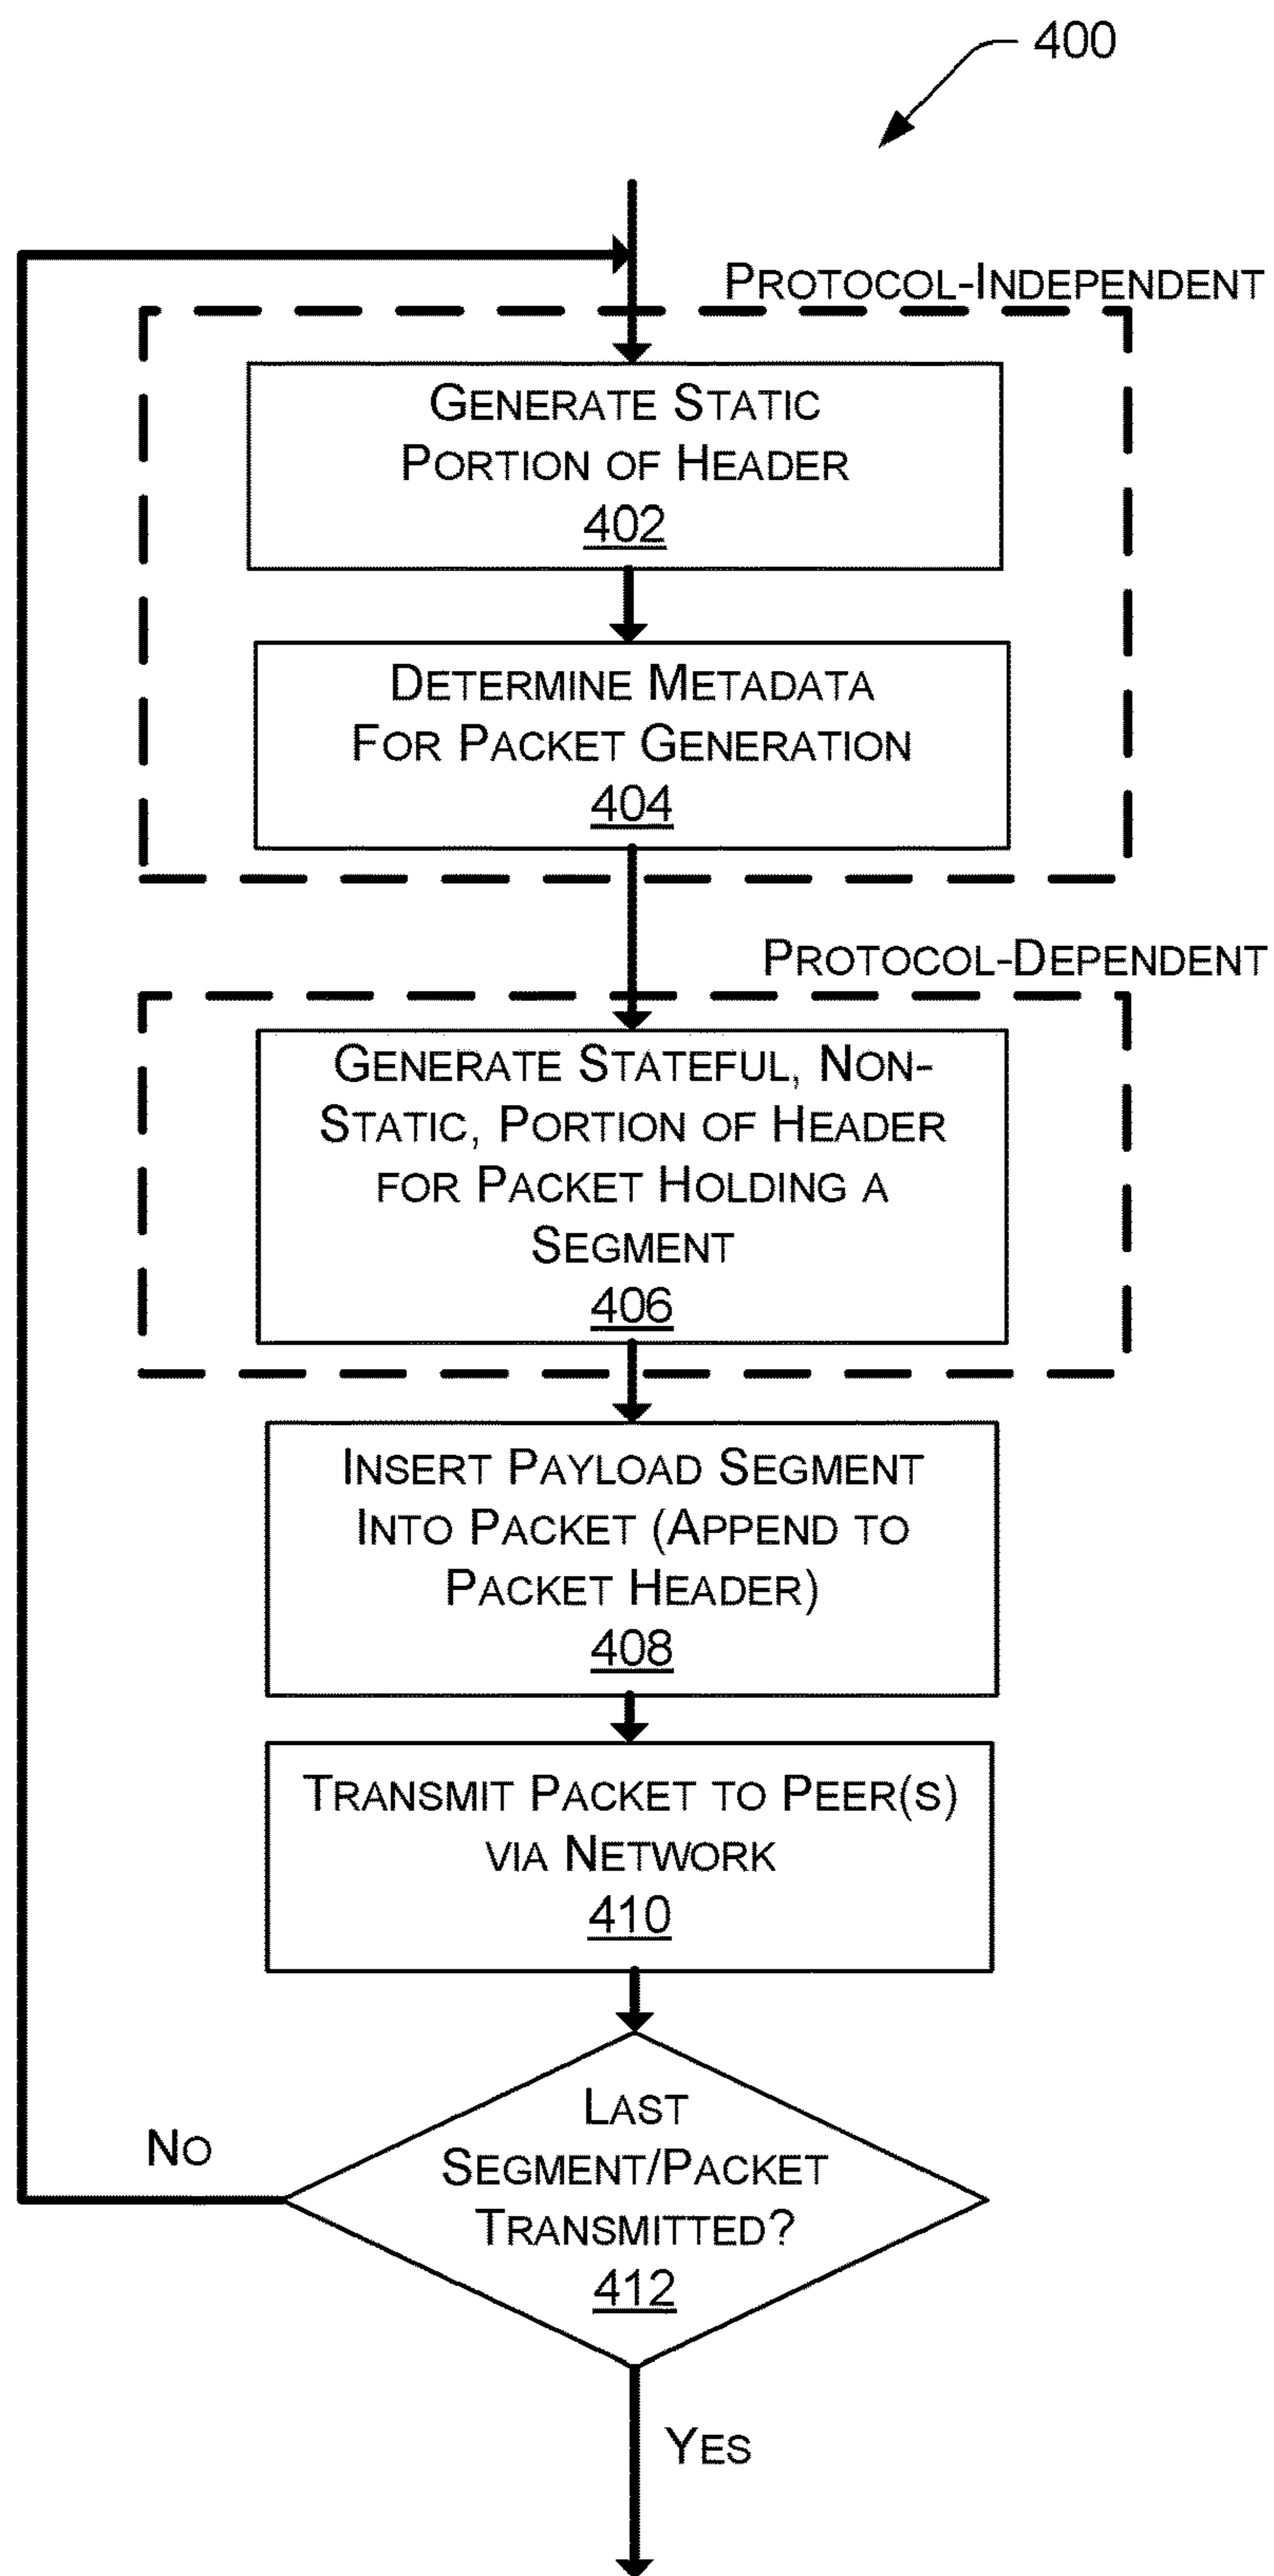 400
PROTOCOL-INDEPENDENT
GENERATE STATIC
PORTION OF HEADER
402
DETERMINE METADATA
FOR PACKET GENERATION
404
PROTOCOL-DEPENDENT
GENERATE STATEFUL, NON-
STATIC, PORTION OF HEADER
FOR PACKET HOLDING A
SEGMENT
406
INSERT PAYLOAD SEGMENT
INTO PACKET (APPEND TO
PACKET HEADER)
408
TRANSMIT PACKET TO PEER(S)
VIA NETWORK
410
NO
LAST
SEGMENT/PACKET
TRANSMITTED?
412
YES